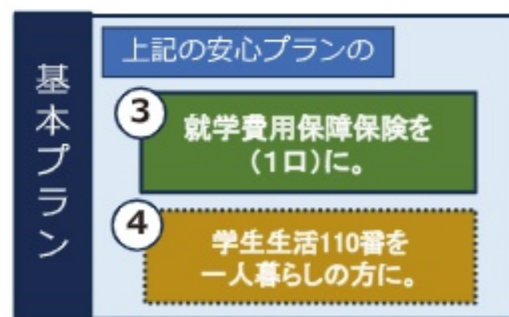 基本プラン
上記の安心プランの
③
就学費用保障保険を
(1口)に。
④
学生生活110番を
一人暮らしの方に。